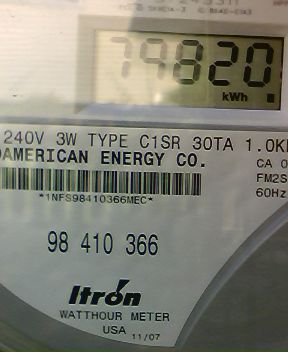 79820
kWh
240V 3W TYPE C1SR 30TA 1.0K
AMERICAN ENERGY CO.
CA 0
*1NFS98410366MEC*
FM2S
60Hz
98 410 366
Itron
WATTHOUR METER
USA 11/07